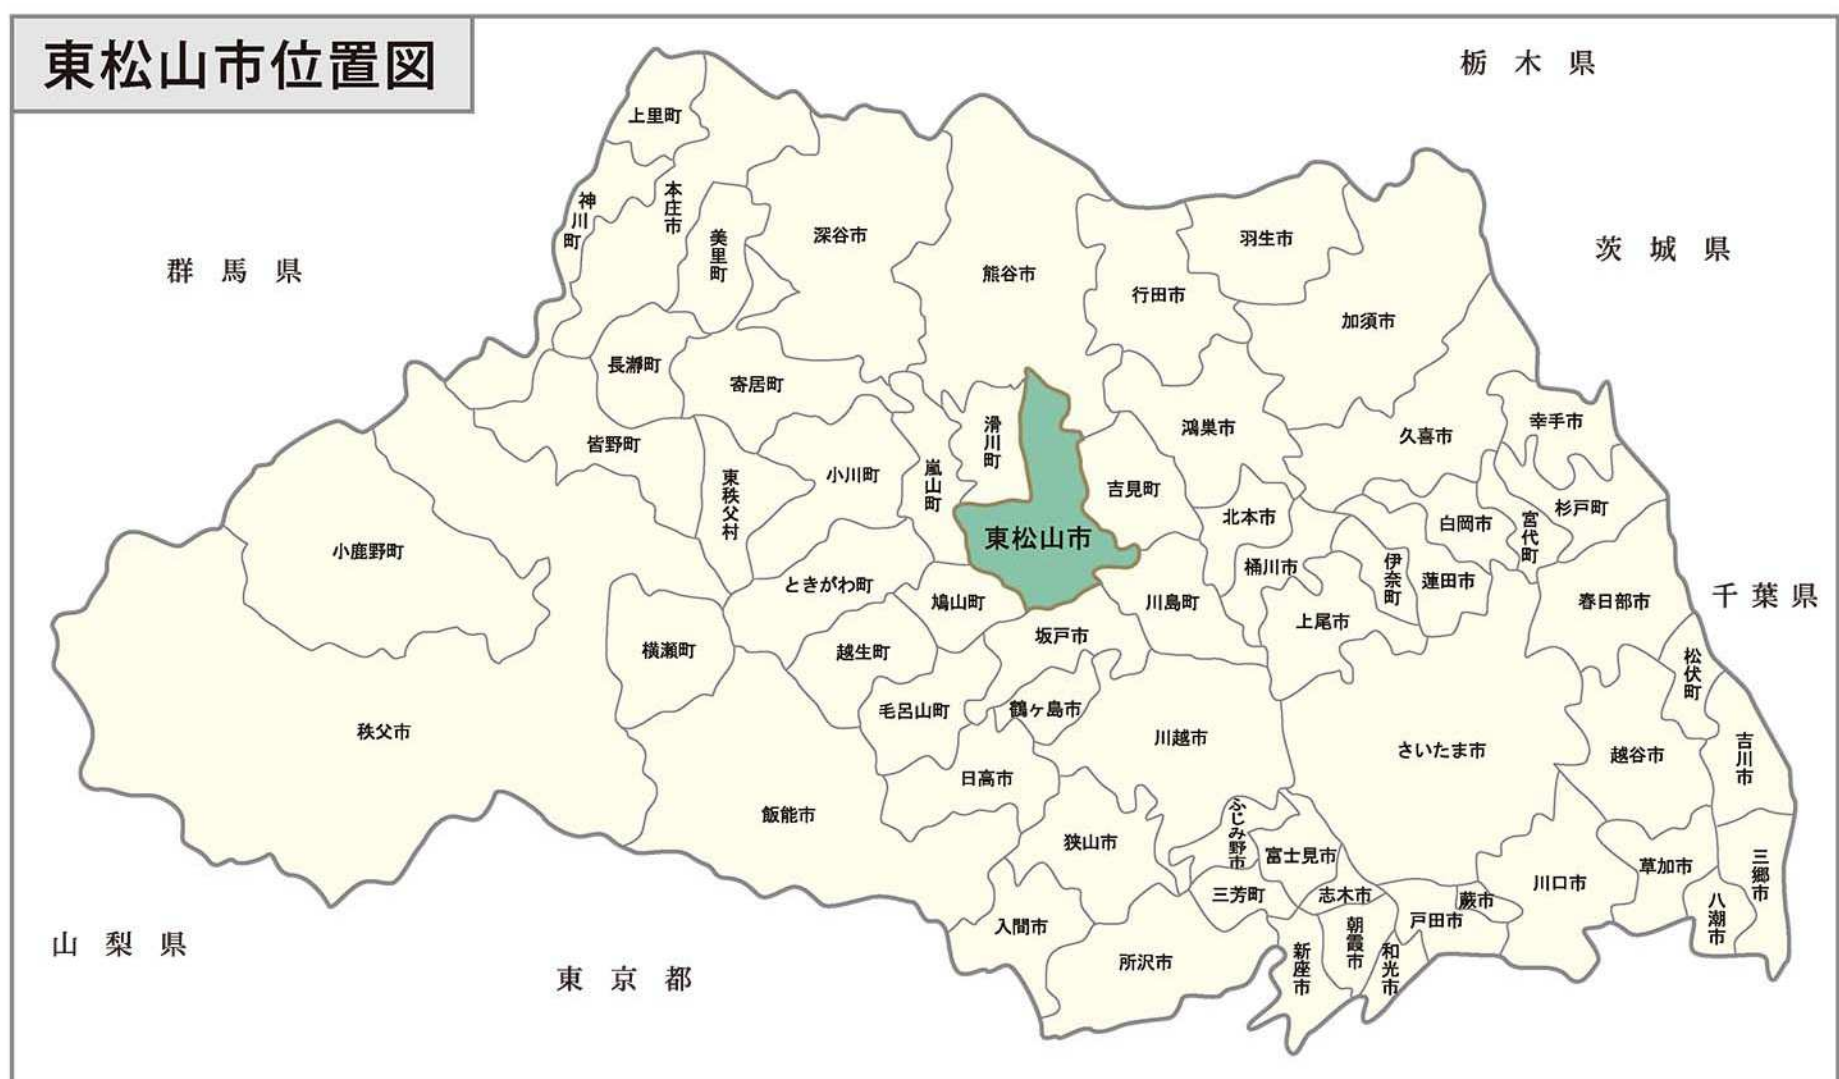 東松山市位置図
栃木県
上里町
神川町
本庄市
美里町
深谷市
熊谷市
羽生市
行田市
加須市
茨城県
群馬県
長瀞町
寄居町
皆野町
東秩父村
小川町
嵐山町
滑川町
吉見町
鴻巣市
久喜市
幸手市
杉戸町
宮代町
白岡市
北本市
東松山市
小鹿野町
ときがわ町
鳩山町
川島町
桶川市
伊奈町
蓮田市
上尾市
春日部市
千葉県
横瀬町
越生町
坂戸市
松伏町
毛呂山町
鶴ヶ島市
秩父市
川越市
さいたま市
越谷市
吉川市
日高市
飯能市
狭山市
ふじみ野市
富士見市
三芳町
志木市
蕨市
戸田市
川口市
草加市
八潮市
三郷市
入間市
所沢市
新座市
朝霞市
和光市
山梨県
東京都